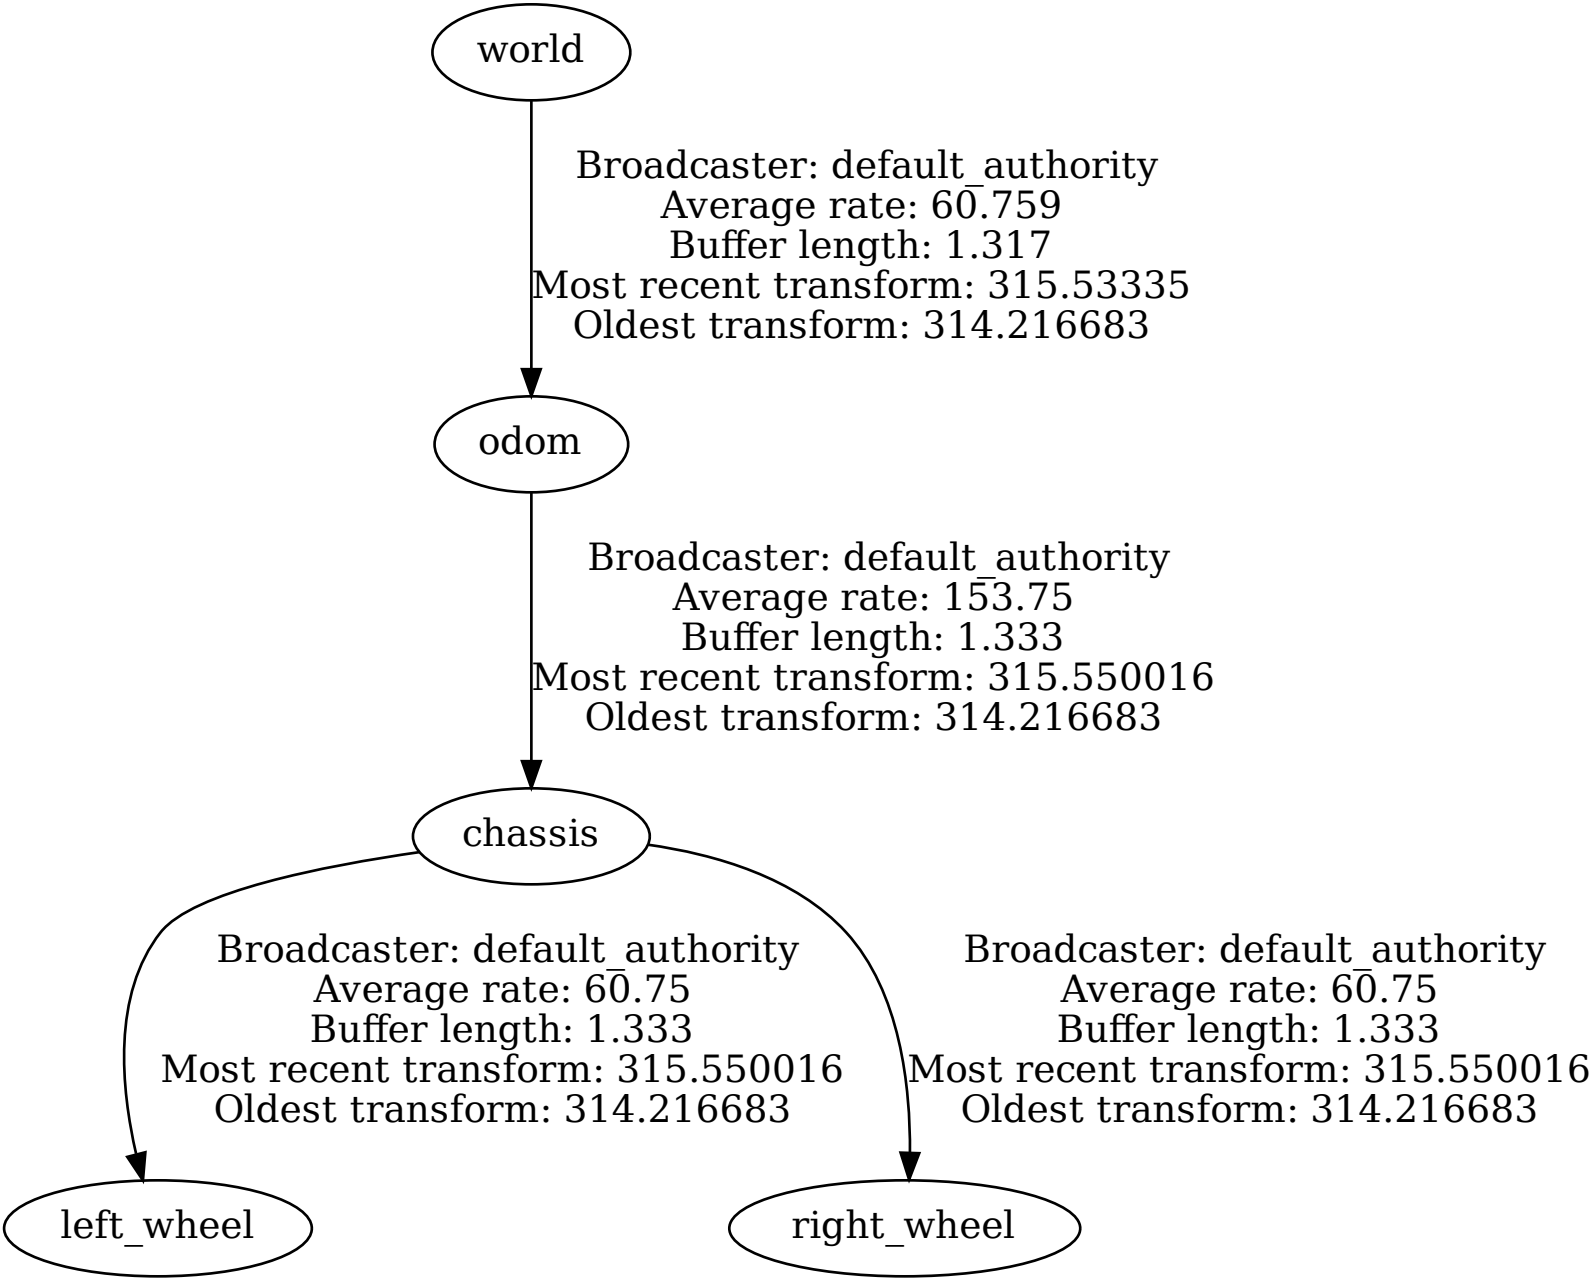 world
Broadcaster: default_authority
Average rate: 60.759
Buffer length: 1.317
Most recent transform: 315.53335
Oldest transform: 314.216683
odom
Broadcaster: default_authority
Average rate: 153.75
Buffer length: 1.333
Most recent transform: 315.550016
Oldest transform: 314.216683
chassis
Broadcaster: default_authority
Average rate: 60.75
Buffer length: 1.333
Most recent transform: 315.550016
Oldest transform: 314.216683
Broadcaster: default_authority
Average rate: 60.75
Buffer length: 1.333
Most recent transform: 315.550016
Oldest transform: 314.216683
left_wheel
right_wheel